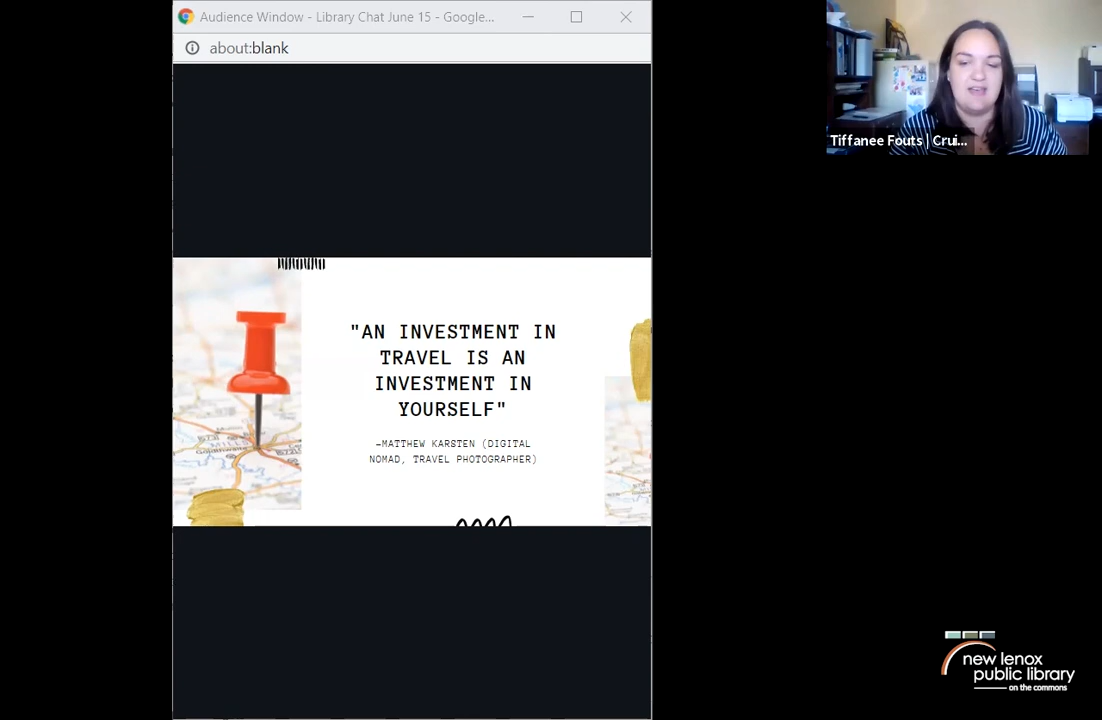 Audience Window - Library Chat June 15 - Google...
about:blank
"AN INVESTMENT IN
TRAVEL IS AN
INVESTMENT IN
YOURSELF"
—MATTHEW KARSTEN (DIGITAL
NOMAD, TRAVEL PHOTOGRAPHER)
Tiffanee Fouts | Crui...
new lenox
public library
on the commons